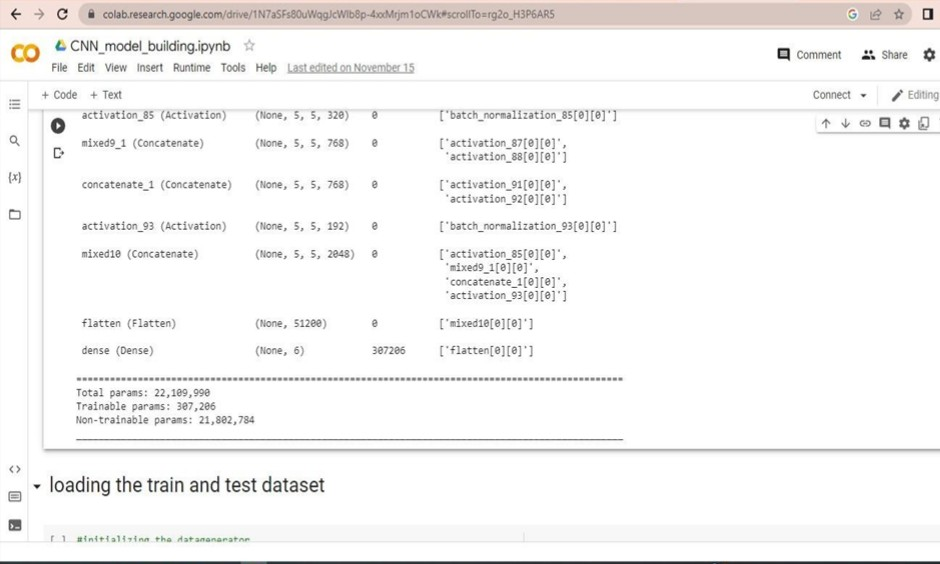 colab.research.google.com/drive/1N7aSFs80uWqgJcWIb8p-4xxMrjm1oCWk#scrollTo=rg2o_H3P6AR5
CNN_model_building.ipynb
Comment
Share
File Edit View Insert Runtime Tools Help Last edited on November 15
+ Code + Text
Connect
Editing
activation_85 (Activation) (None, 5, 5, 320) 0 ['batch_normalization_85[0][0]']
mixed9_1 (Concatenate) (None, 5, 5, 768) 0 ['activation_87[0][0]',
'activation_88[0][0]']
concatenate_1 (Concatenate) (None, 5, 5, 768) 0 ['activation_91[0][0]',
'activation_92[0][0]']
activation_93 (Activation) (None, 5, 5, 192) 0 ['batch_normalization_93[0][0]']
mixed10 (Concatenate) (None, 5, 5, 2048) 0 ['activation_85[0][0]',
'mixed9_1[0][0]',
'concatenate_1[0][0]',
'activation_93[0][0]']
flatten (Flatten) (None, 51200) 0 ['mixed10[0][0]']
dense (Dense) (None, 6) 307206 ['flatten[0][0]']
Total params: 22,109,990
Trainable params: 307,206
Non-trainable params: 21,802,784
loading the train and test dataset
[ ] #initializing the datagenerator